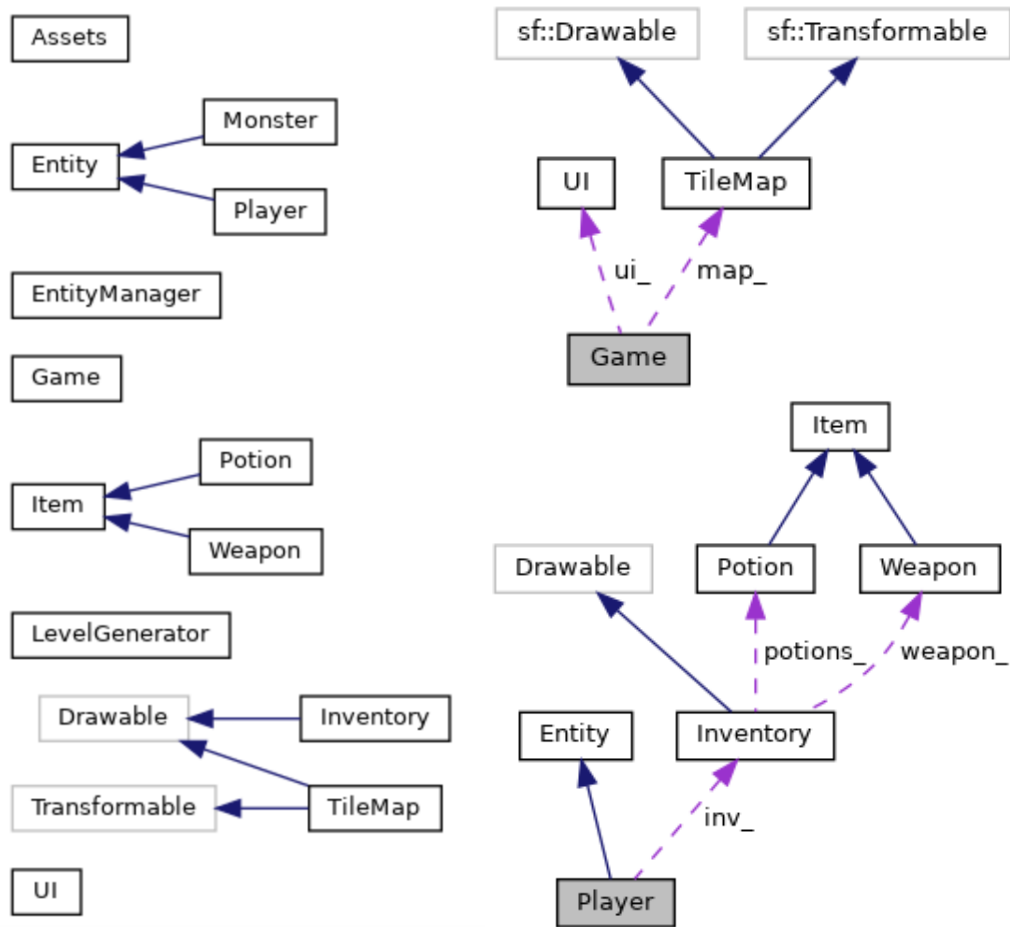 Assets
Monster
Entity
Player
EntityManager
Game
Potion
Item
Weapon
LevelGenerator
Drawable
Inventory
Transformable
TileMap
UI
sf::Drawable
sf::Transformable
UI
TileMap
ui_
map_
Game
Item
Drawable
Potion
Weapon
potions_
weapon_
Entity
Inventory
inv_
Player